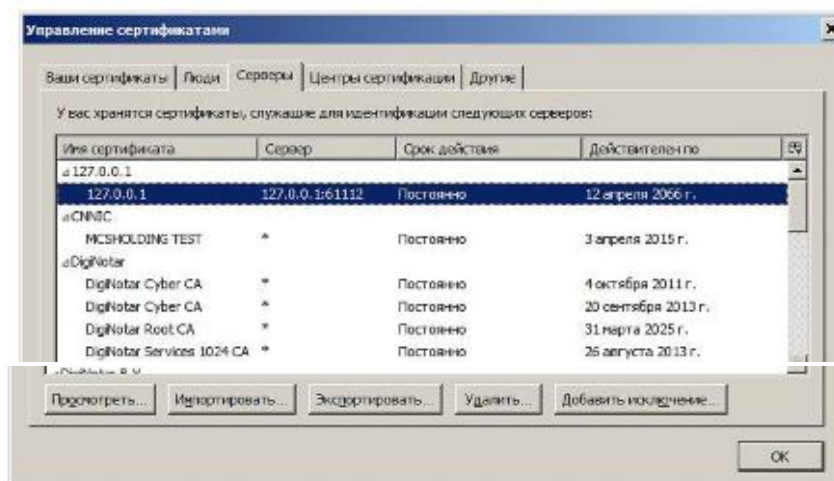 Управление сертификатами
Ваши сертификаты Люди Серверы Центры сертификации Другие
У вас хранятся сертификаты, служащие для идентификации следующих серверов:
Имя сертификата Сервер Срок действия Действителен по
127.0.0.1
127.0.0.1 127.0.0.1:61112 Постоянно 12 апреля 2066 г.
CNNIC
MCSHOLDING TEST * Постоянно 3 апреля 2015 г.
DigiNotar
DigiNotar Cyber CA * Постоянно 4 октября 2011 г.
DigiNotar Cyber CA * Постоянно 20 сентября 2013 г.
DigiNotar Root CA * Постоянно 31 марта 2025 г.
DigiNotar Services 1024 CA * Постоянно 26 августа 2013 г.
Просмотреть... Импортировать... Экспортировать... Удалить... Добавить исключение...
OK